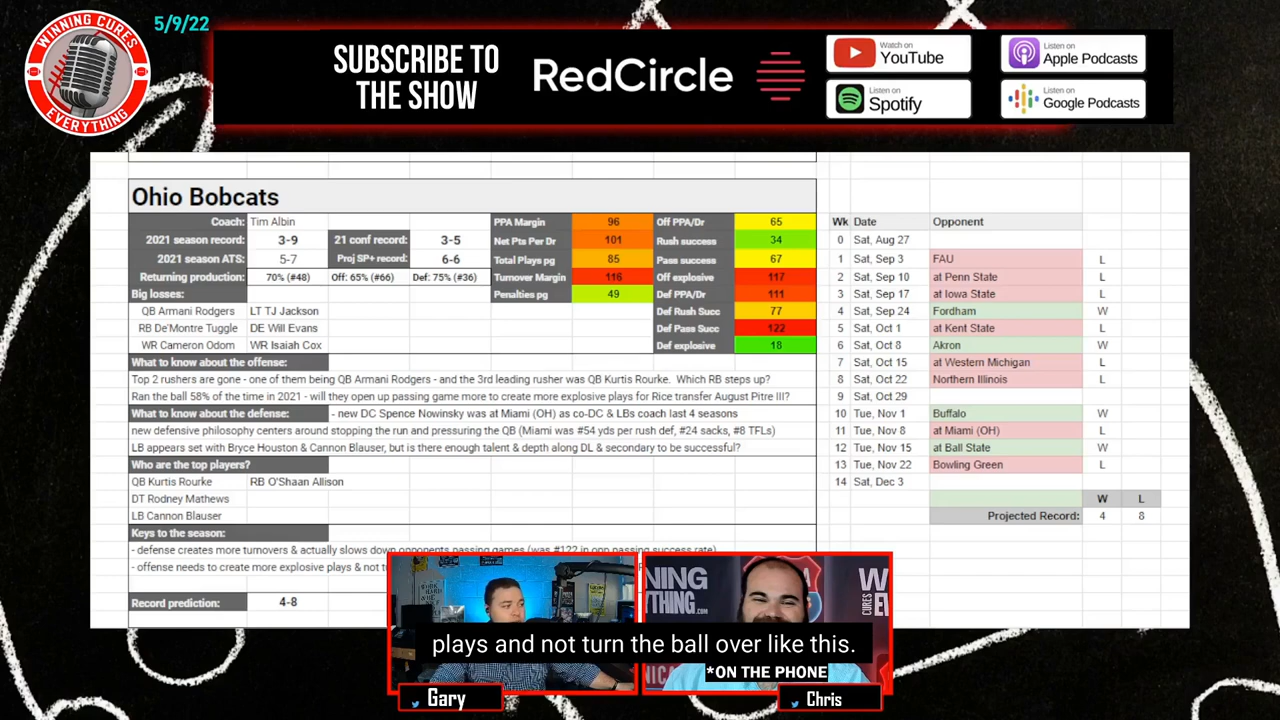 5/9/22
WINNING CURES
EVERYTHING
SUBSCRIBE TO
THE SHOW
RedCircle
Watch on
YouTube
Listen on
Spotify
Listen on
Apple Podcasts
Listen on
Google Podcasts
Ohio Bobcats
Coach: Tim Albin PPA Margin 96 Off PPA/Dr 65
2021 season record: 3-9 21 conf record: 3-5 Net Pts Per Dr 101 Rush success 34
2021 season ATS: 5-7 Proj SP+ record: 6-6 Total Plays pg 85 Pass success 67
Returning production: 70% (#48) Off: 65% (#66) Def: 75% (#36) Turnover Margin 116 Off explosive 117
Big losses: Penalties pg 49 Def PPA/Dr 111
QB Armani Rodgers LT TJ Jackson Def Rush Succ 77
RB De'Montre Tuggle DE Will Evans Def Pass Succ 122
WR Cameron Odom WR Isaiah Cox Def explosive 18
What to know about the offense:
Top 2 rushers are gone - one of them being QB Armani Rodgers - and the 3rd leading rusher was QB Kurtis Rourke. Which RB steps up?
Ran the ball 58% of the time in 2021 - will they open up passing game more to create more explosive plays for Rice transfer August Pitre III?
What to know about the defense: - new DC Spence Nowinsky was at Miami (OH) as co-DC & LBs coach last 4 seasons
new defensive philosophy centers around stopping the run and pressuring the QB (Miami was #54 yds per rush def, #24 sacks, #8 TFLs)
LB appears set with Bryce Houston & Cannon Blauser, but is there enough talent & depth along DL & secondary to be successful?
Who are the top players?
QB Kurtis Rourke RB O'Shaan Allison
DT Rodney Mathews
LB Cannon Blauser
Keys to the season:
- defense creates more turnovers & actually slows down opponents passing games (was #122 in opp passing success rate)
- offense needs to create more explosive plays & not
Record prediction: 4-8
Wk Date Opponent
0 Sat, Aug 27
1 Sat, Sep 3 FAU L
2 Sat, Sep 10 at Penn State L
3 Sat, Sep 17 at Iowa State L
4 Sat, Sep 24 Fordham W
5 Sat, Oct 1 at Kent State L
6 Sat, Oct 8 Akron W
7 Sat, Oct 15 at Western Michigan L
8 Sat, Oct 22 Northern Illinois L
9 Sat, Oct 29
10 Tue, Nov 1 Buffalo W
11 Tue, Nov 8 at Miami (OH) L
12 Tue, Nov 15 at Ball State W
13 Tue, Nov 22 Bowling Green L
14 Sat, Dec 3
W L
Projected Record: 4 8
plays and not turn the ball over like this.
*ON THE PHONE
Gary
Chris